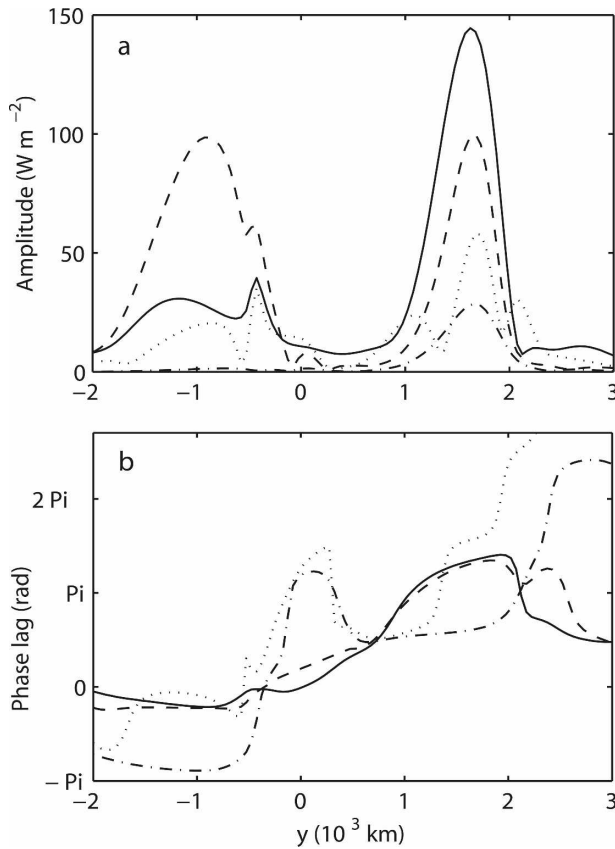 150
a
100
50
0
Amplitude (W m −2)
−2 −1 0 1 2 3
b
2 Pi
Pi
0
− Pi
Phase lag (rad)
−2 −1 0 1 2 3
y (10 3 km)